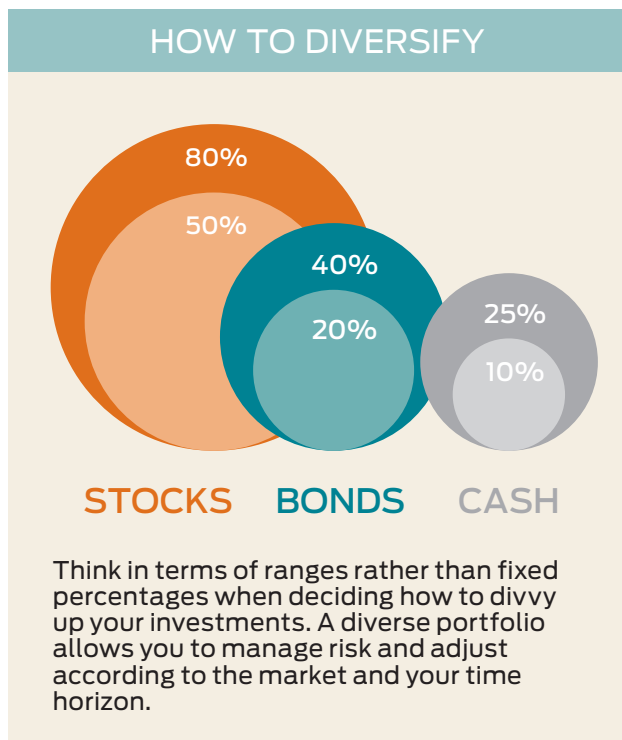 HOW TO DIVERSIFY
80%
50%
40%
20%
25%
10%
STOCKS BONDS CASH
Think in terms of ranges rather than fixed
percentages when deciding how to divvy
up your investments. A diverse portfolio
allows you to manage risk and adjust
according to the market and your time
horizon.